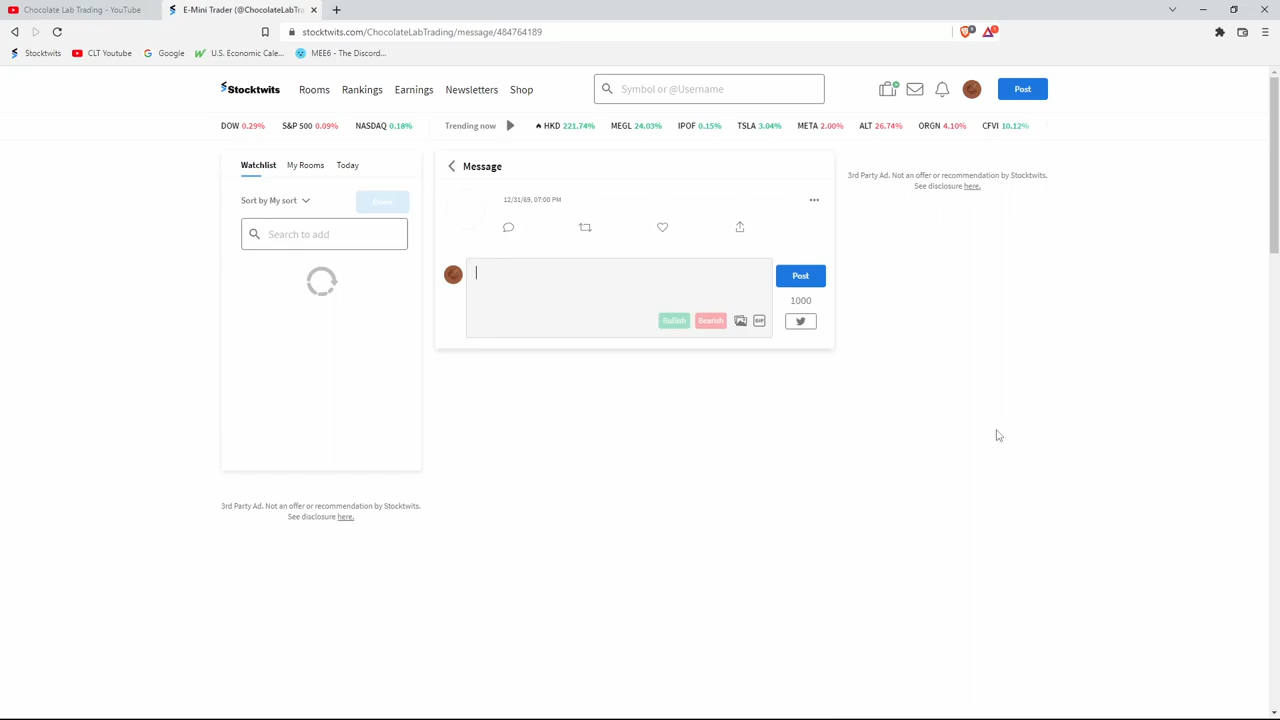 Chocolate Lab Trading - YouTube
E-Mini Trader (@ChocolateLabTra
stocktwits.com/ChocolateLabTrading/message/484764189
Stocktwits CLT Youtube Google U.S. Economic Cale... MEE6 - The Discord...
Stocktwits Rooms Rankings Earnings Newsletters Shop Symbol or @Username Post
DOW 0.29% S&P 500 0.09% NASDAQ 0.18% Trending now HKD 221.74% MEGL 24.03% IPOF 0.15% TSLA 3.04% META 2.00% ALT 26.74% ORGN 4.10% CFVI 10.12%
Watchlist My Rooms Today
Sort by My sort Done
Search to add
3rd Party Ad. Not an offer or recommendation by Stocktwits.
See disclosure here.
Message
12/31/69, 07:00 PM
Post
1000
Bullish Bearish GIF
3rd Party Ad. Not an offer or recommendation by Stocktwits.
See disclosure here.